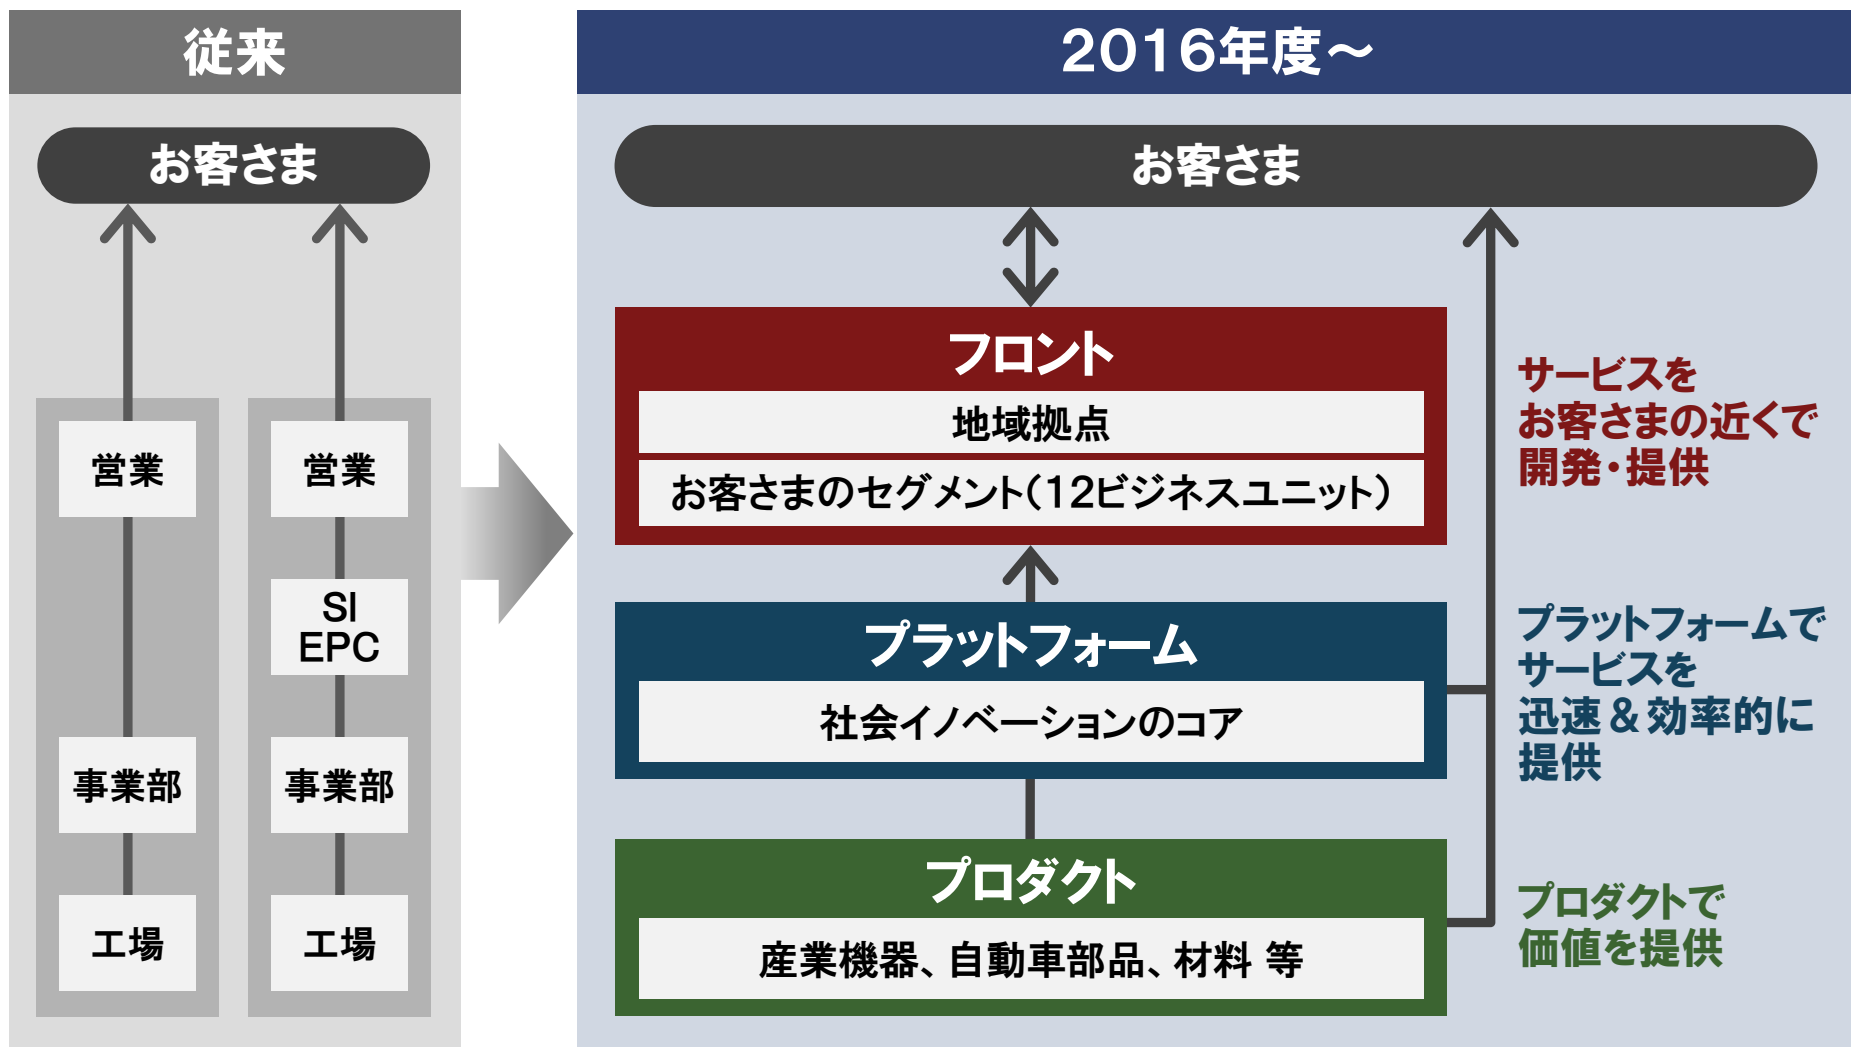 従来
お客さま
営業
事業部
工場
営業
SI
EPC
事業部
工場
2016年度～
お客さま
フロント
地域拠点
お客さまのセグメント（12ビジネスユニット）
プラットフォーム
社会イノベーションのコア
プロダクト
産業機器、自動車部品、材料 等
サービスを
お客さまの近くで
開発・提供
プラットフォームで
サービスを
迅速＆効率的に
提供
プロダクトで
価値を提供